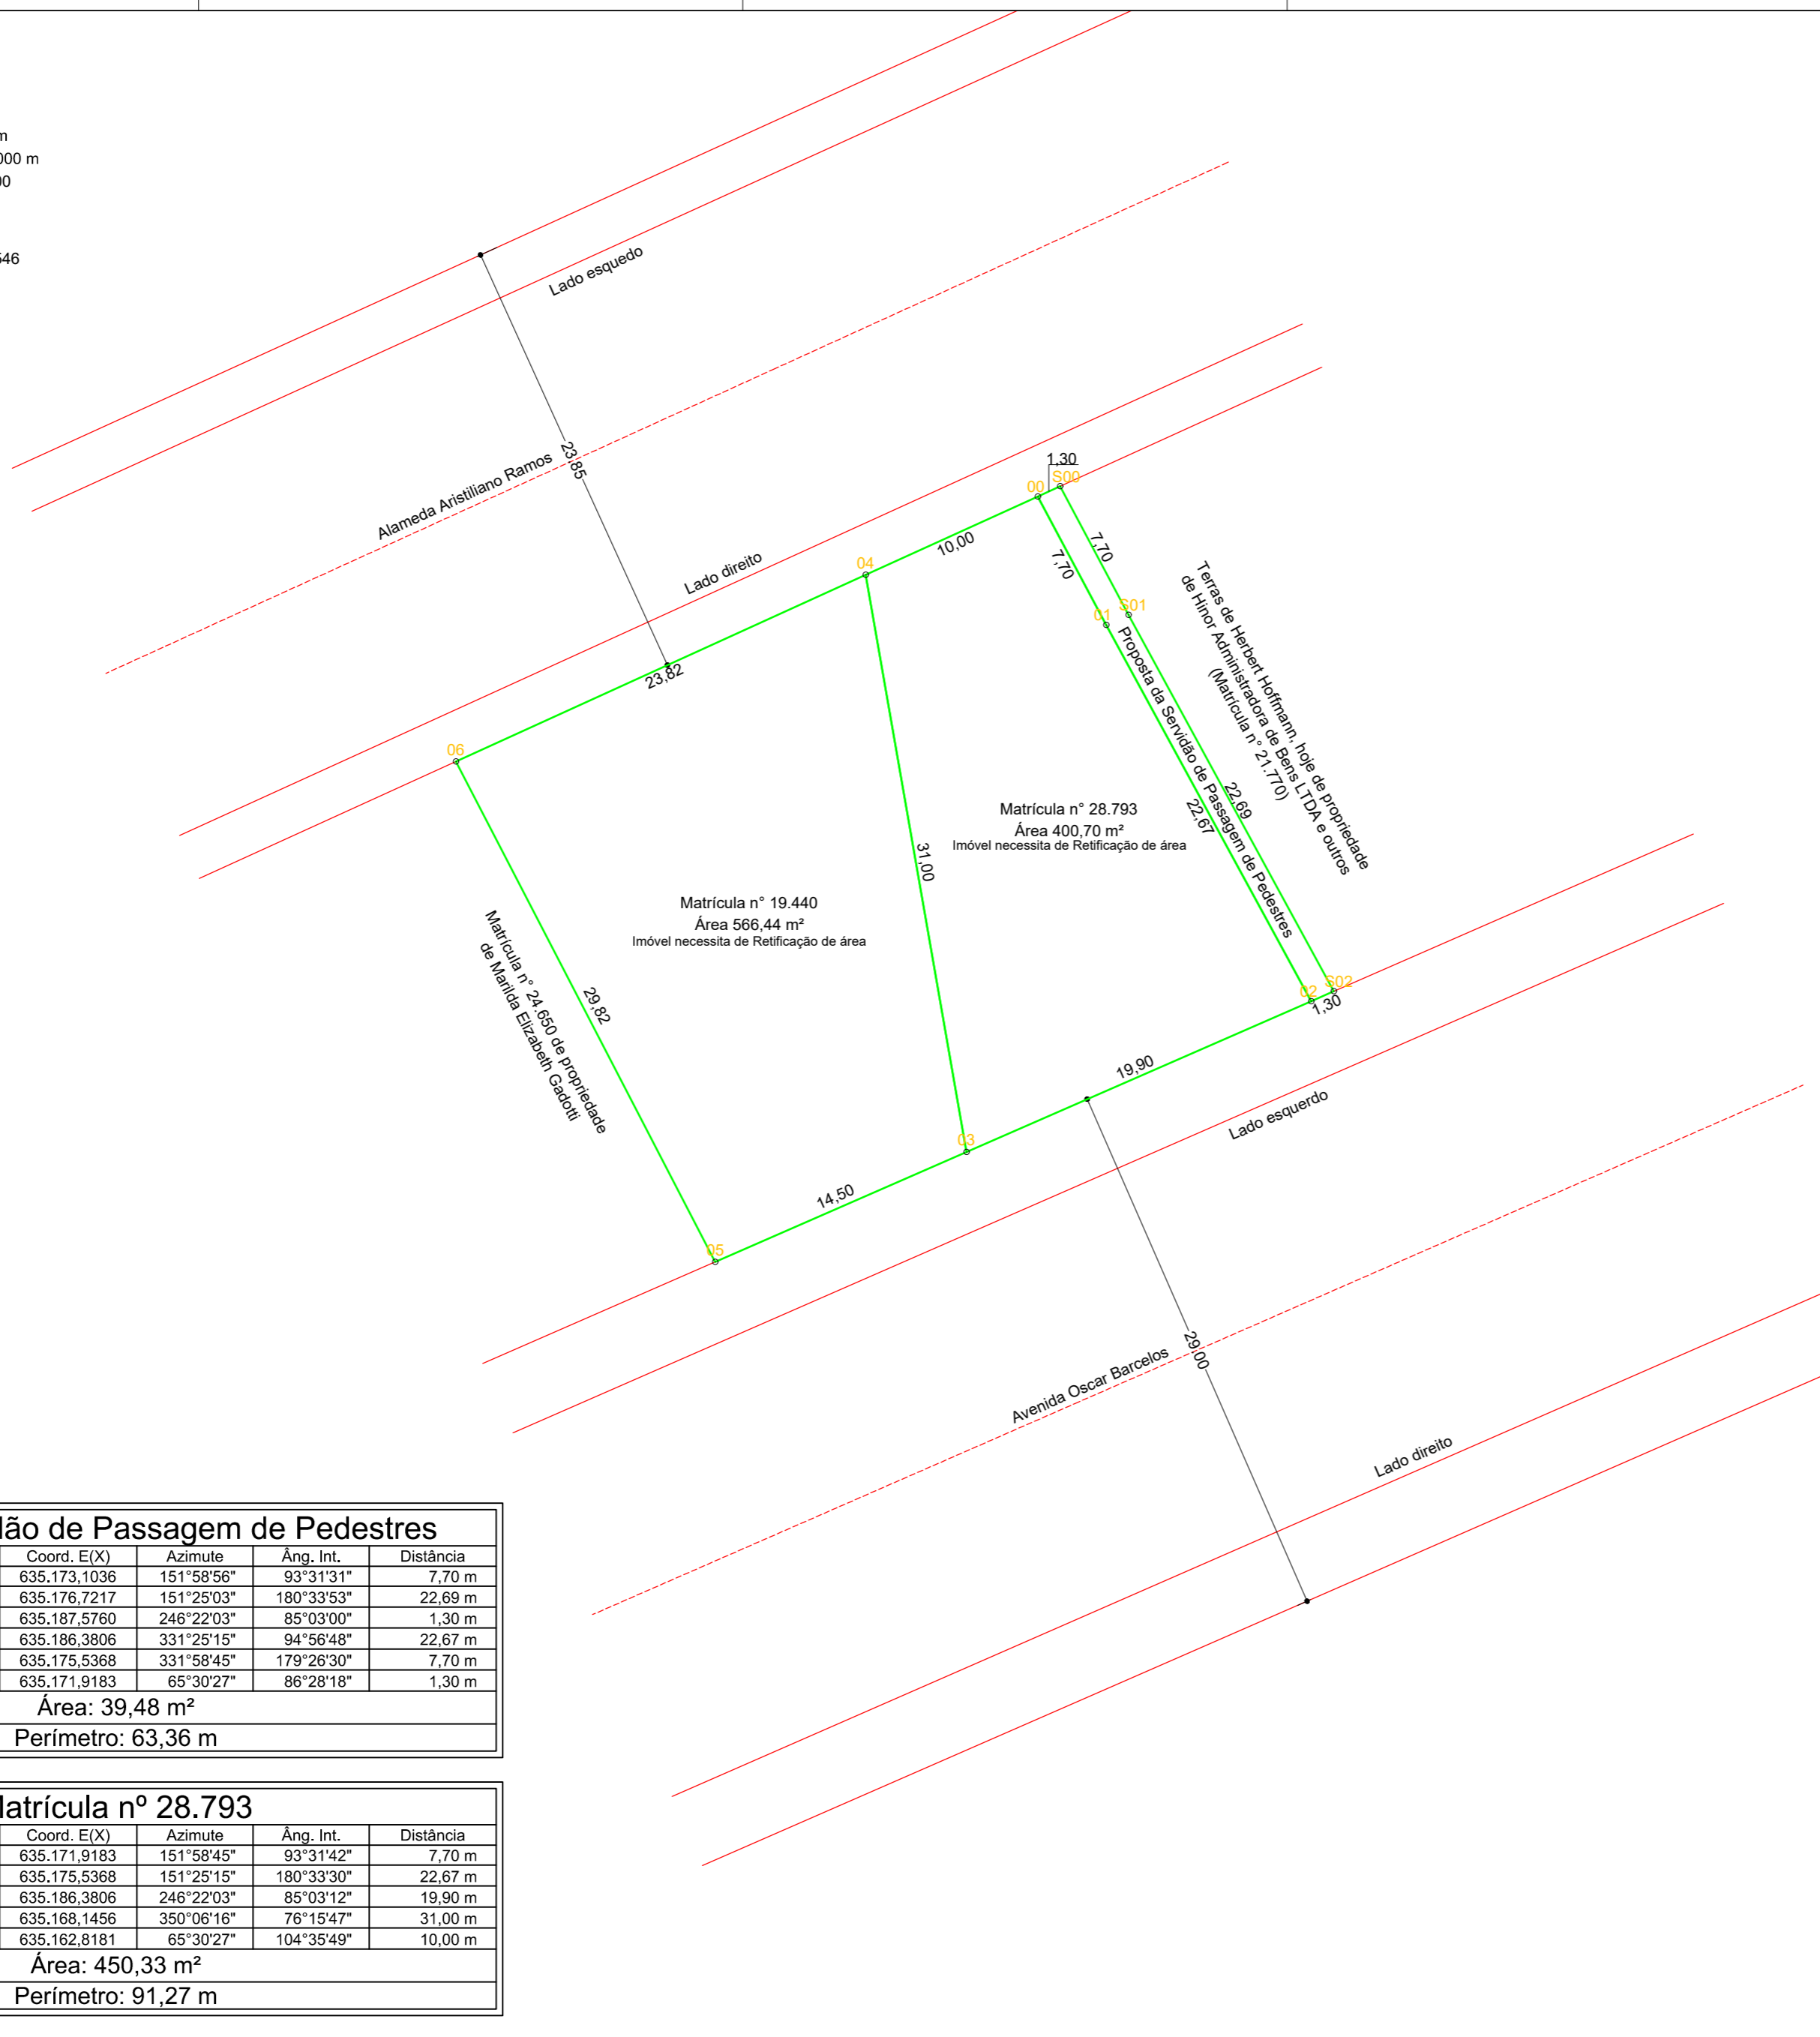 m
000 m
00
546
Lado esquedo
23,85
Alameda Aristiliano Ramos
Lado direito
1,30
00
S00
10,00
04
7,70
7,70
01
S01
Terras de Herbert Hoffmann, hoje de propriedade
de Hinor Administradora de Bens LTDA e outros
(Matrícula n° 21.770)
Proposta da Servidão de Passagem de Pedestres
23,82
06
22,69
22,67
Matrícula n° 28.793
Área 400,70 m²
Imóvel necessita de Retificação de área
31,00
Matrícula n° 19.440
Área 566,44 m²
Imóvel necessita de Retificação de área
Matrícula n° 24.650 de propriedade
de Marilda Elizabeth Gadotti
29,82
02
S02
1,30
19,90
03
Lado esquerdo
14,50
05
29,00
Avenida Oscar Barcelos
Lado direito
dão de Passagem de Pedestres
Coord. E(X) Azimute Âng. Int. Distância
635.173,1036 151°58'56" 93°31'31" 7,70 m
635.176,7217 151°25'03" 180°33'53" 22,69 m
635.187,5760 246°22'03" 85°03'00" 1,30 m
635.186,3806 331°25'15" 94°56'48" 22,67 m
635.175,5368 331°58'45" 179°26'30" 7,70 m
635.171,9183 65°30'27" 86°28'18" 1,30 m
Área: 39,48 m²
Perímetro: 63,36 m
Matrícula nº 28.793
Coord. E(X) Azimute Âng. Int. Distância
635.171,9183 151°58'45" 93°31'42" 7,70 m
635.175,5368 151°25'15" 180°33'30" 22,67 m
635.186,3806 246°22'03" 85°03'12" 19,90 m
635.168,1456 350°06'16" 76°15'47" 31,00 m
635.162,8181 65°30'27" 104°35'49" 10,00 m
Área: 450,33 m²
Perímetro: 91,27 m